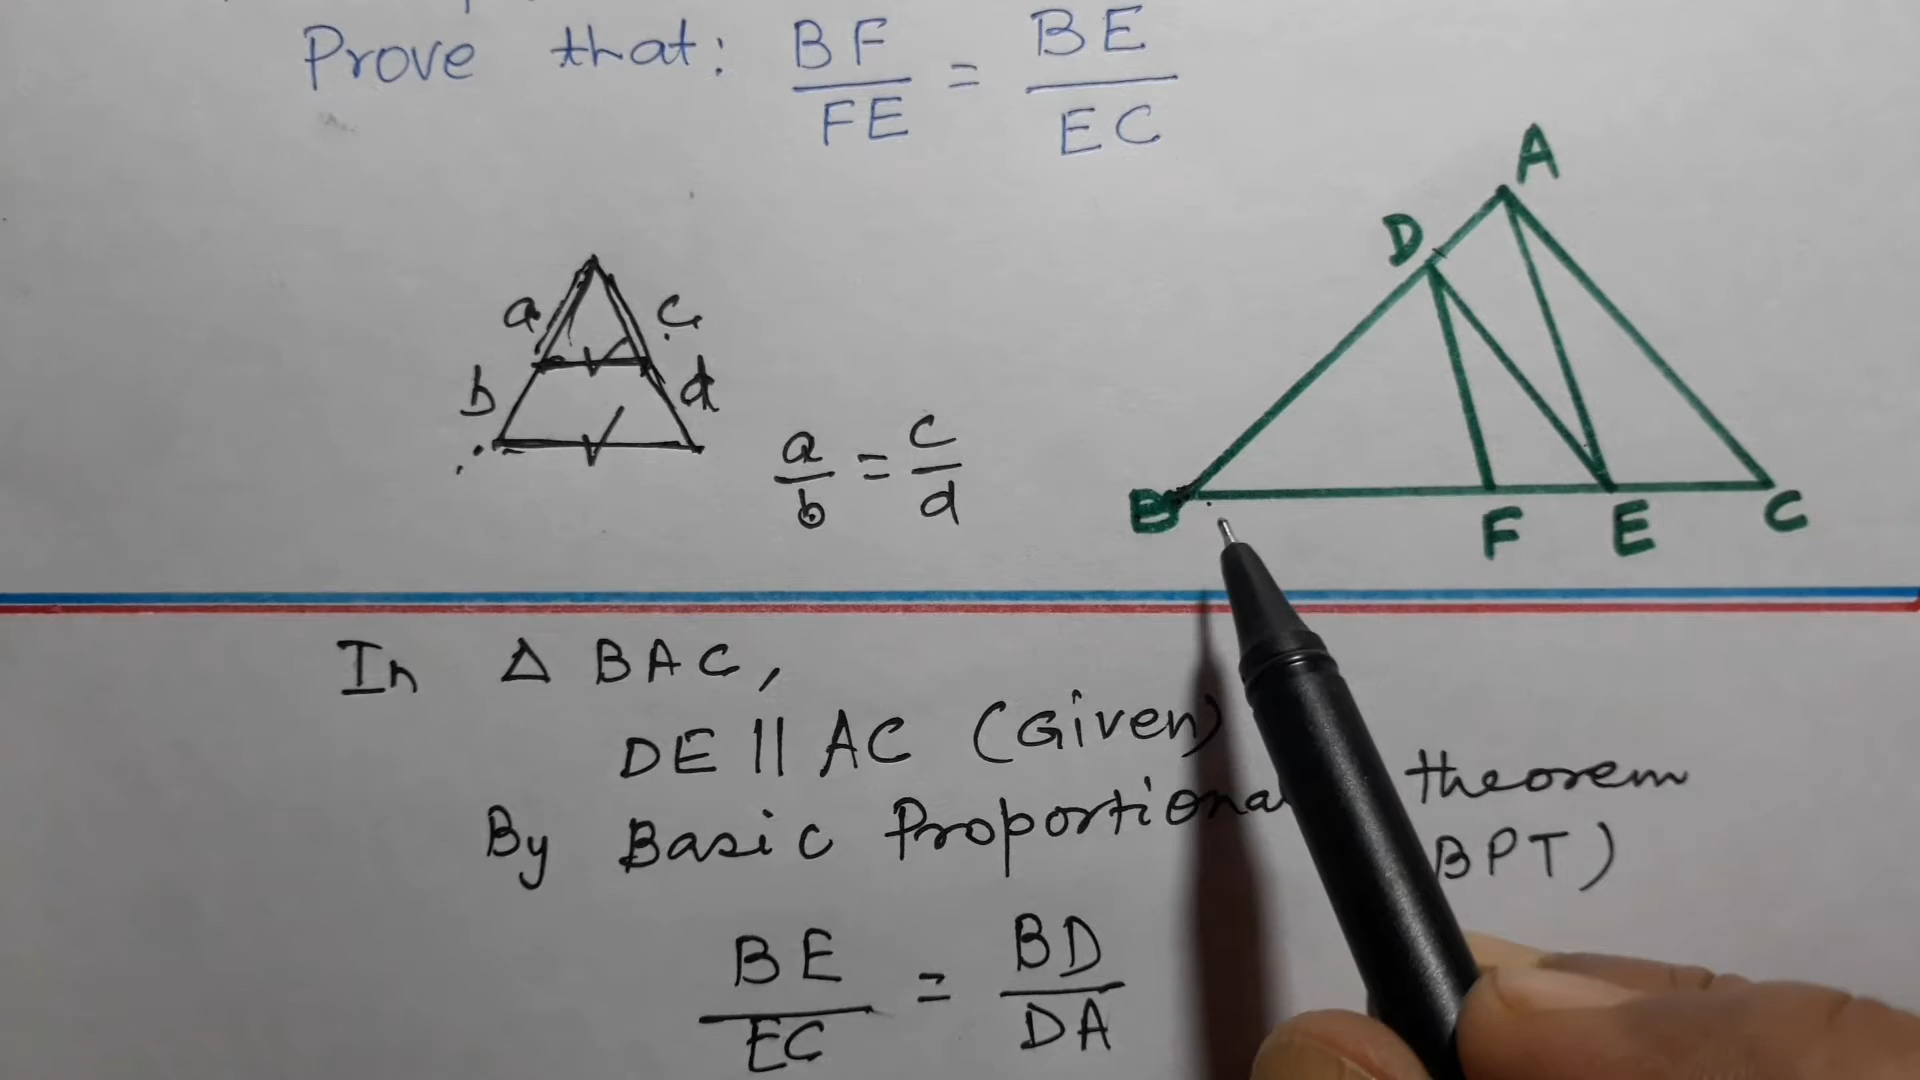 Prove that: BF/FE = BE/EC
A
D
a c
b d
a/b = c/d
B F E C
In △ BAC,
DE || AC (Given)
By Basic theorem
BPT)
BE/EC = BD/DA